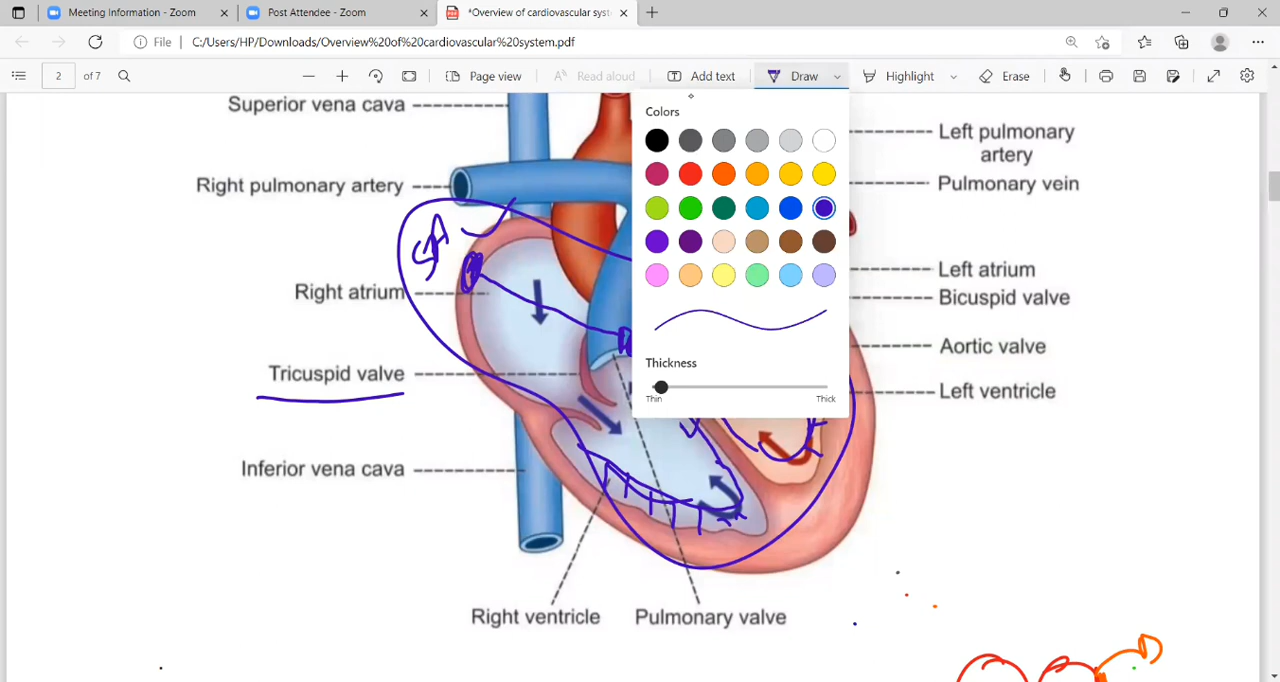 Meeting Information - Zoom
Post Attendee - Zoom
*Overview of cardiovascular syst
File
C:/Users/HP/Downloads/Overview%20of%20cardiovascular%20system.pdf
2
of 7
Page view
Read aloud
Add text
Draw
Highlight
Erase
Colors
Thickness
Thin
Thick
Superior vena cava
Right pulmonary artery
Right atrium
Tricuspid valve
Inferior vena cava
Right ventricle
Pulmonary valve
Left pulmonary
artery
Pulmonary vein
Left atrium
Bicuspid valve
Aortic valve
Left ventricle
SA